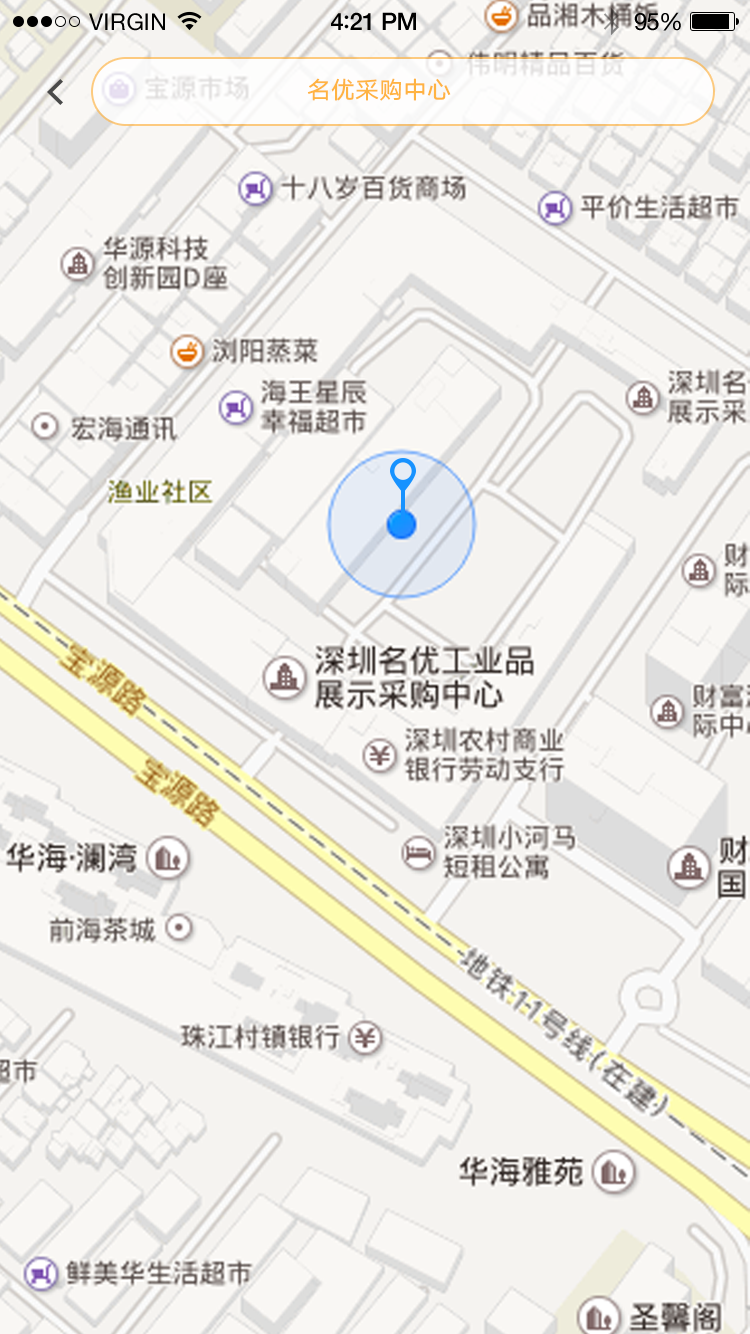 VIRGIN
4:21 PM
95%
品湘木桶饭
伟明精品百货
宝源市场
名优采购中心
十八岁百货商场
平价生活超市
华源科技
创新园D座
浏阳蒸菜
海王星辰
幸福超市
深圳名
展示采
宏海通讯
渔业社区
财
际
宝源路
深圳名优工业品
展示采购中心
财富
际中
深圳农村商业
银行劳动支行
宝源路
深圳小河马
短租公寓
华海·澜湾
财
国
前海茶城
地铁11号线(在建)
珠江村镇银行
超市
华海雅苑
鲜美华生活超市
圣馨阁